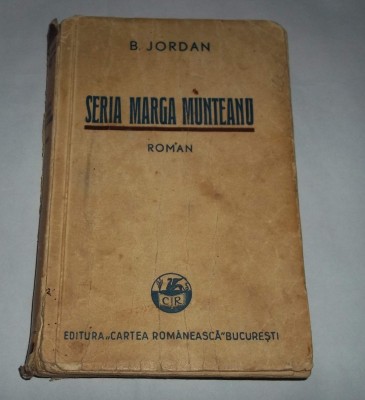 B. JORDAN
SERIA MARGA MUNTEANU
ROMAN
CR
EDITURA „CARTEA ROMÂNEASCĂ” BUCUREȘTI